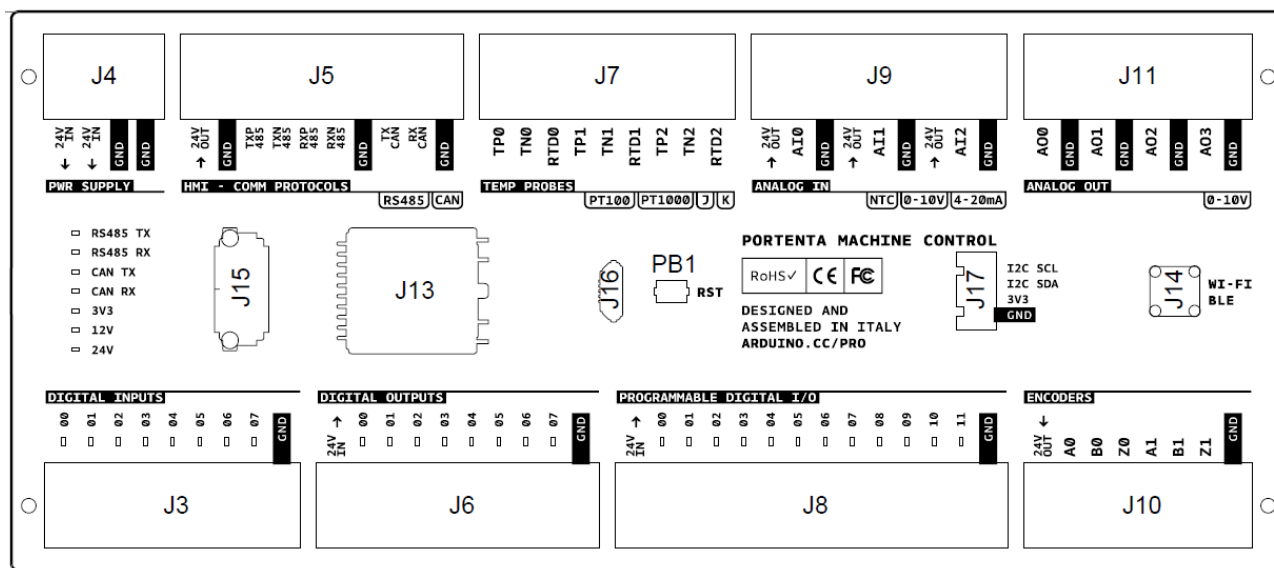 J4
J5
J7
J9
J11
24V IN
24V IN
GND
GND
24V OUT
GND
TXP 485
TXN 485
RXP 485
RXN 485
GND
TX CAN
RX CAN
GND
TP0
TN0
RTD0
TP1
TN1
RTD1
TP2
TN2
RTD2
24V OUT
AI0
GND
24V OUT
AI1
GND
24V OUT
AI2
GND
AO0
GND
AO1
GND
AO2
GND
AO3
GND
PWR SUPPLY
HMI - COMM PROTOCOLS
TEMP PROBES
ANALOG IN
ANALOG OUT
RS485 CAN
PT100 PT1000 J K
NTC 0-10V 4-20mA
0-10V
RS485 TX
RS485 RX
CAN TX
CAN RX
3V3
12V
24V
J15
J13
J16
PB1
RST
PORTENTA MACHINE CONTROL
RoHS✓ CE FC
DESIGNED AND
ASSEMBLED IN ITALY
ARDUINO.CC/PRO
J17
I2C SCL
I2C SDA
3V3
GND
J14
WI-FI
BLE
DIGITAL INPUTS
DIGITAL OUTPUTS
PROGRAMMABLE DIGITAL I/O
ENCODERS
00
01
02
03
04
05
06
07
GND
24V IN
00
01
02
03
04
05
06
07
GND
24V IN
00
01
02
03
04
05
06
07
08
09
10
11
GND
24V OUT
A0
B0
Z0
A1
B1
Z1
GND
J3
J6
J8
J10